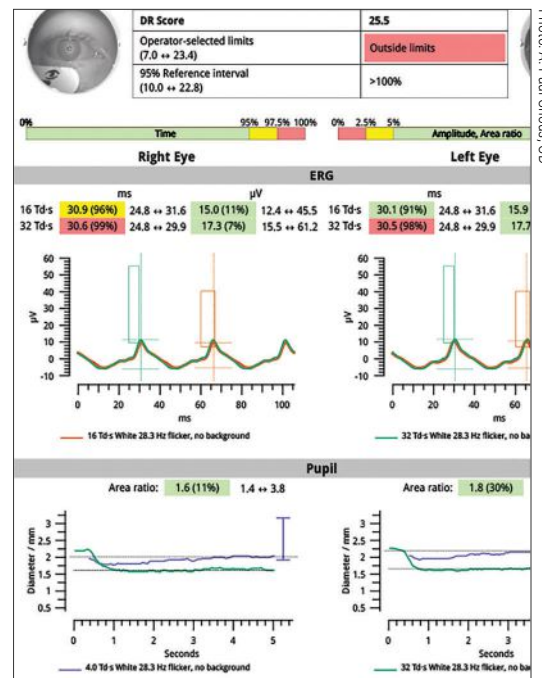 DR Score 25.5
Operator-selected limits
(7.0 ↔ 23.4) Outside limits
95% Reference interval
(10.0 ↔ 22.8) >100%
0% 95% 97.5% 100% 0% 2.5% 5%
Time Amplitude, Area ratio
Right Eye Left Eye
ERG
ms µV ms
16 Td·s 30.9 (96%) 24.8 ↔ 31.6 15.0 (11%) 12.4 ↔ 45.5 16 Td·s 30.1 (91%) 24.8 ↔ 31.6 15.9
32 Td·s 30.6 (99%) 24.8 ↔ 29.9 17.3 (7%) 15.5 ↔ 61.2 32 Td·s 30.5 (98%) 24.8 ↔ 29.9 17.7
60 60
50 50
40 40
30 30
20 20
10 10
0 0
-10 -10
µV µV
0 20 40 60 80 100 0 20 40 60
ms ms
16 Td·s White 28.3 Hz flicker, no background 32 Td·s White 28.3 Hz flicker, no ba
Pupil
Area ratio: 1.6 (11%) 1.4 ↔ 3.8 Area ratio: 1.8 (30%)
3 3
2.5 2.5
2 2
1.5 1.5
1 1
0.5 0.5
Diameter / mm Diameter / mm
0 1 2 3 4 5 0 1 2 3
Seconds Seconds
4.0 Td·s White 28.3 Hz flicker, no background 32 Td·s White 28.3 Hz flicker, no ba